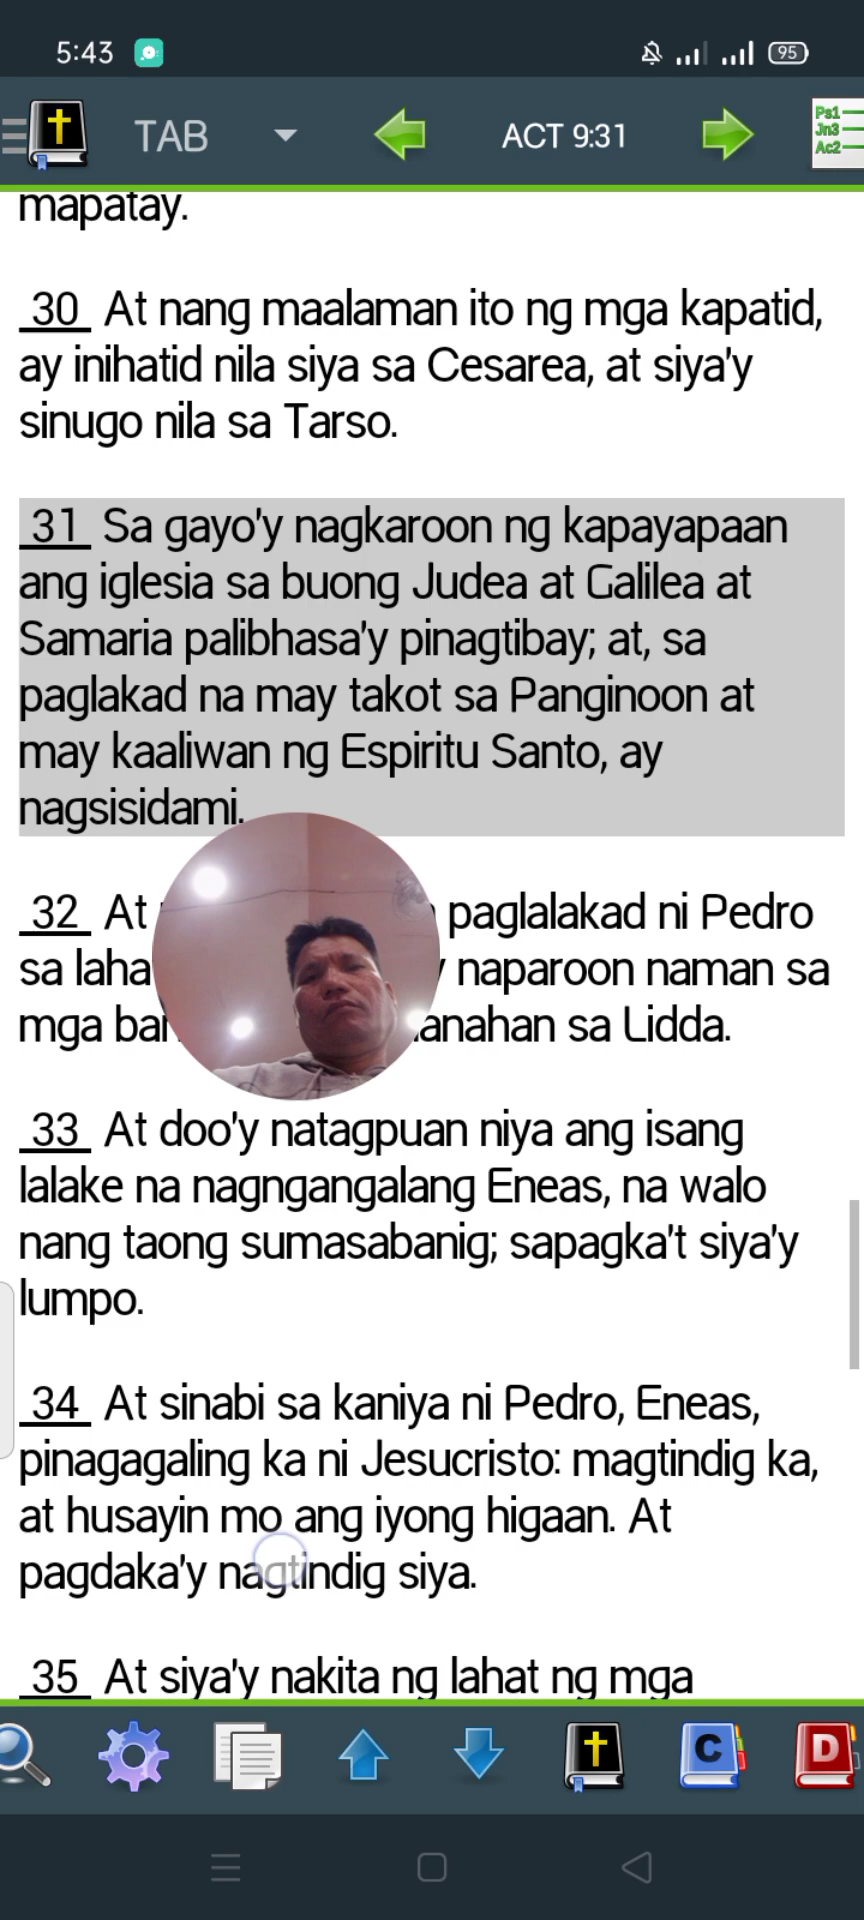 5:43
95
TAB
ACT 9:31
Ps1
Jn3
Ac2
mapatay.
30 At nang maalaman ito ng mga kapatid,
ay inihatid nila siya sa Cesarea, at siya'y
sinugo nila sa Tarso.
31 Sa gayo'y nagkaroon ng kapayapaan
ang iglesia sa buong Judea at Galilea at
Samaria palibhasa'y pinagtibay; at, sa
paglakad na may takot sa Panginoon at
may kaaliwan ng Espiritu Santo, ay
nagsisidami.
32 At paglalakad ni Pedro
sa naparoon naman sa
mga sa Lidda.
33 At doo'y natagpuan niya ang isang
lalake na nagngangalang Eneas, na walo
nang taong sumasabanig; sapagka't siya'y
lumpo.
34 At sinabi sa kaniya ni Pedro, Eneas,
pinagagaling ka ni Jesucristo: magtindig ka,
at husayin mo ang iyong higaan. At
pagdaka'y nagtindig siya.
35 At siya'y nakita ng lahat ng mga
C
D